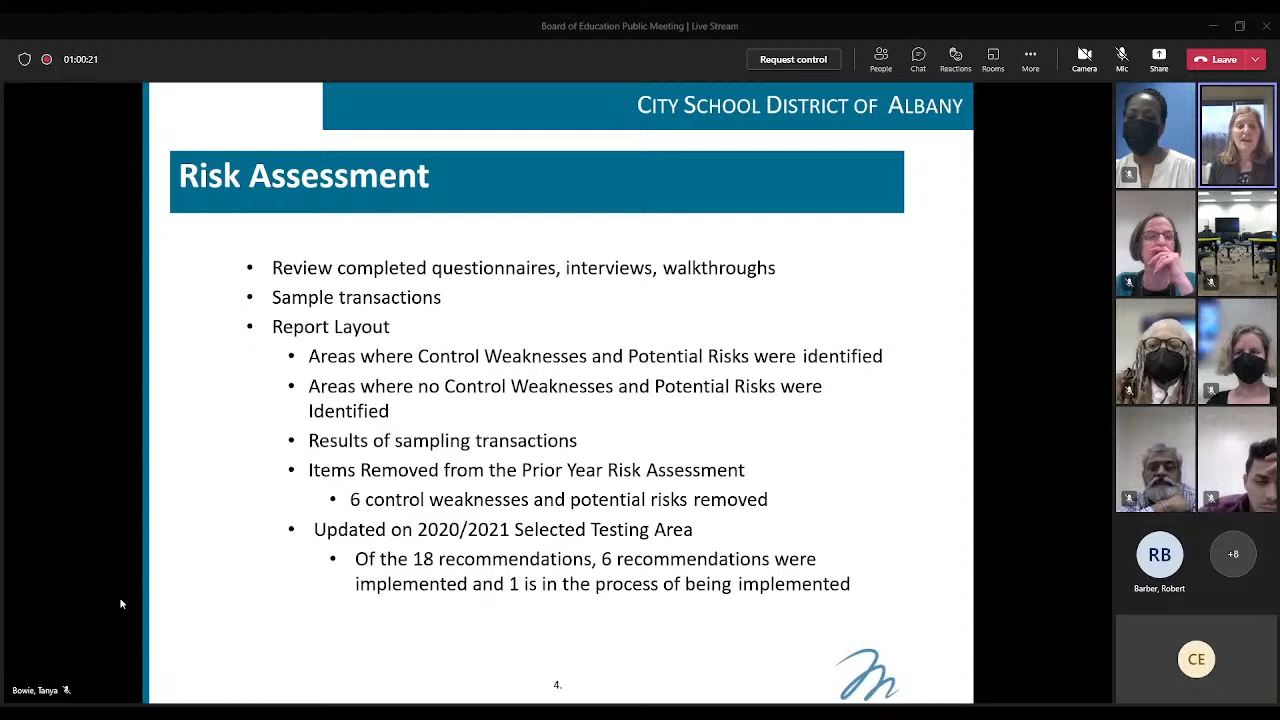 Board of Education Public Meeting | Live Stream
01:00:21
Request control
People
Chat
Reactions
Rooms
More
Camera
Mic
Share
Leave
CITY SCHOOL DISTRICT OF ALBANY
Risk Assessment
• Review completed questionnaires, interviews, walkthroughs
• Sample transactions
• Report Layout
• Areas where Control Weaknesses and Potential Risks were identified
• Areas where no Control Weaknesses and Potential Risks were
Identified
• Results of sampling transactions
• Items Removed from the Prior Year Risk Assessment
• 6 control weaknesses and potential risks removed
• Updated on 2020/2021 Selected Testing Area
• Of the 18 recommendations, 6 recommendations were
implemented and 1 is in the process of being implemented
4.
Bowie, Tanya
RB
+8
Barber, Robert
CE